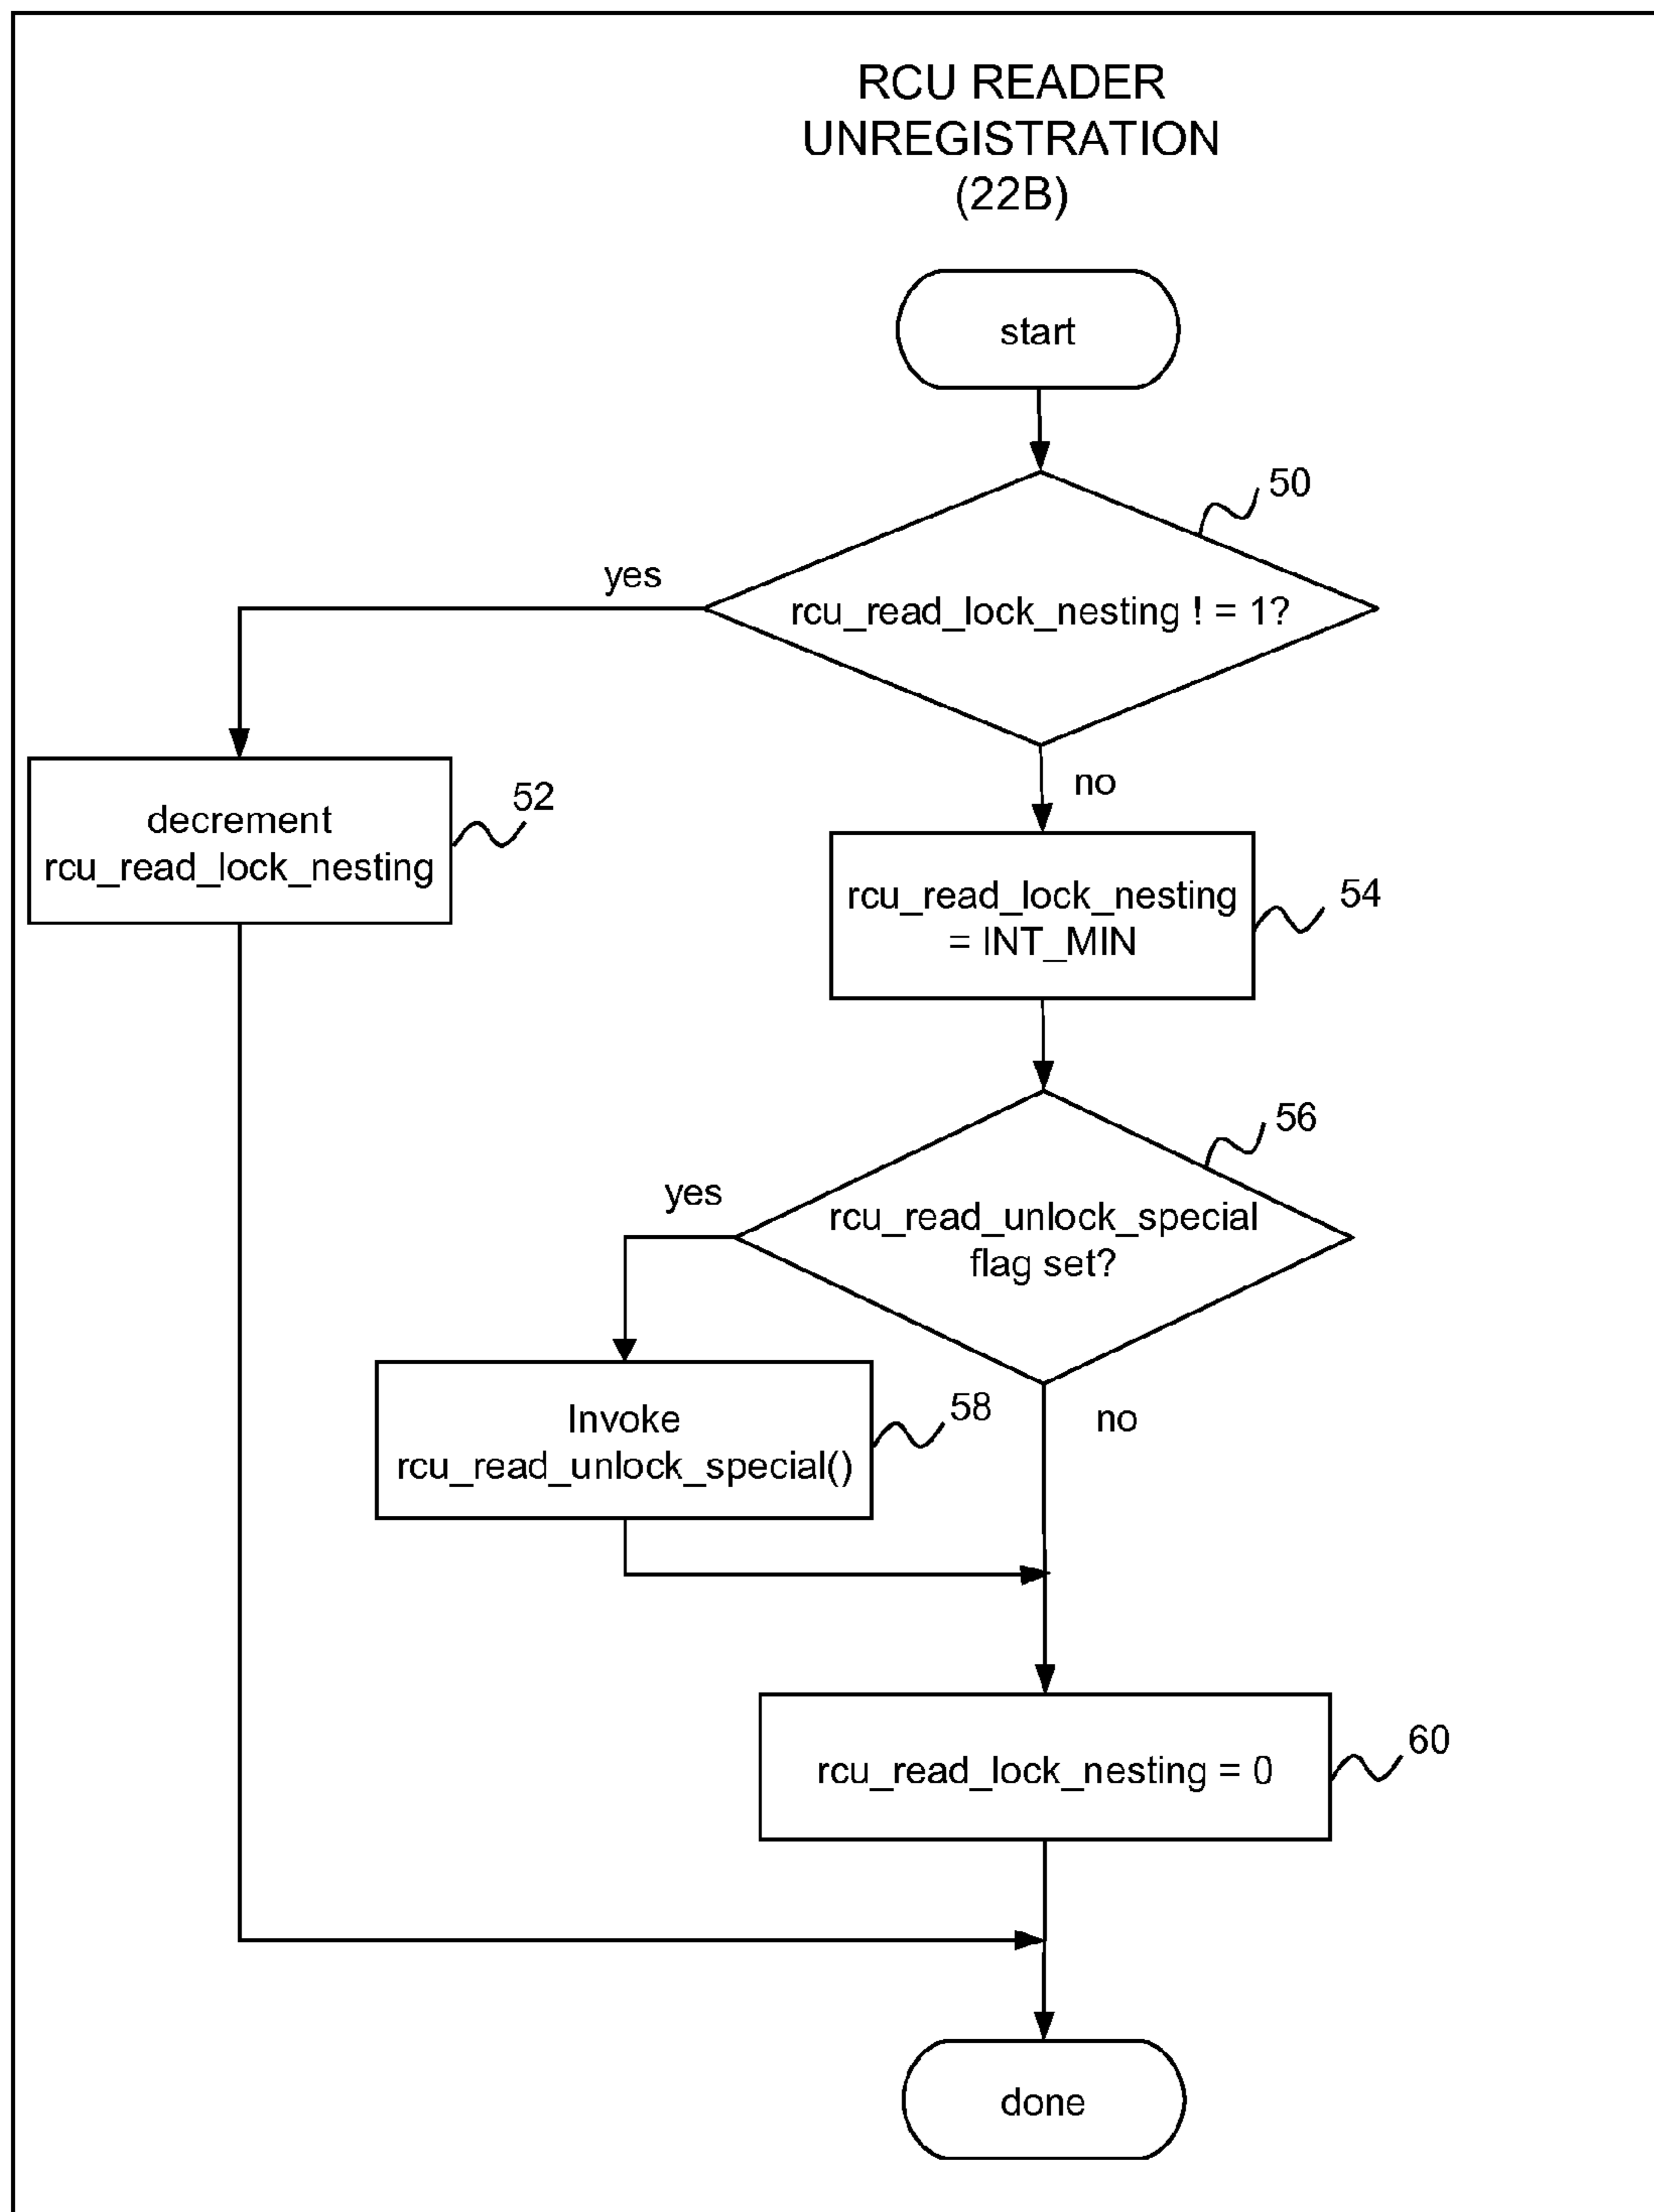 RCU READER
UNREGISTRATION
(22B)
start
50
yes
rcu_read_lock_nesting ! = 1?
no
52
decrement
rcu_read_lock_nesting
54
rcu_read_lock_nesting
= INT_MIN
56
yes
rcu_read_unlock_special
flag set?
58
no
Invoke
rcu_read_unlock_special()
60
rcu_read_lock_nesting = 0
done